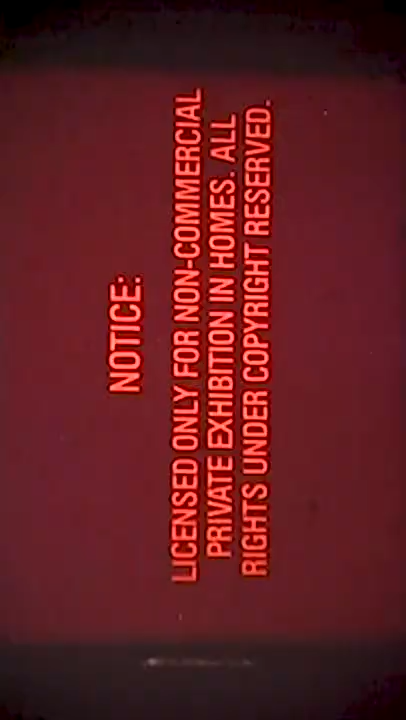 NOTICE:
LICENSED ONLY FOR NON-COMMERCIAL
PRIVATE EXHIBITION IN HOMES. ALL
RIGHTS UNDER COPYRIGHT RESERVED.